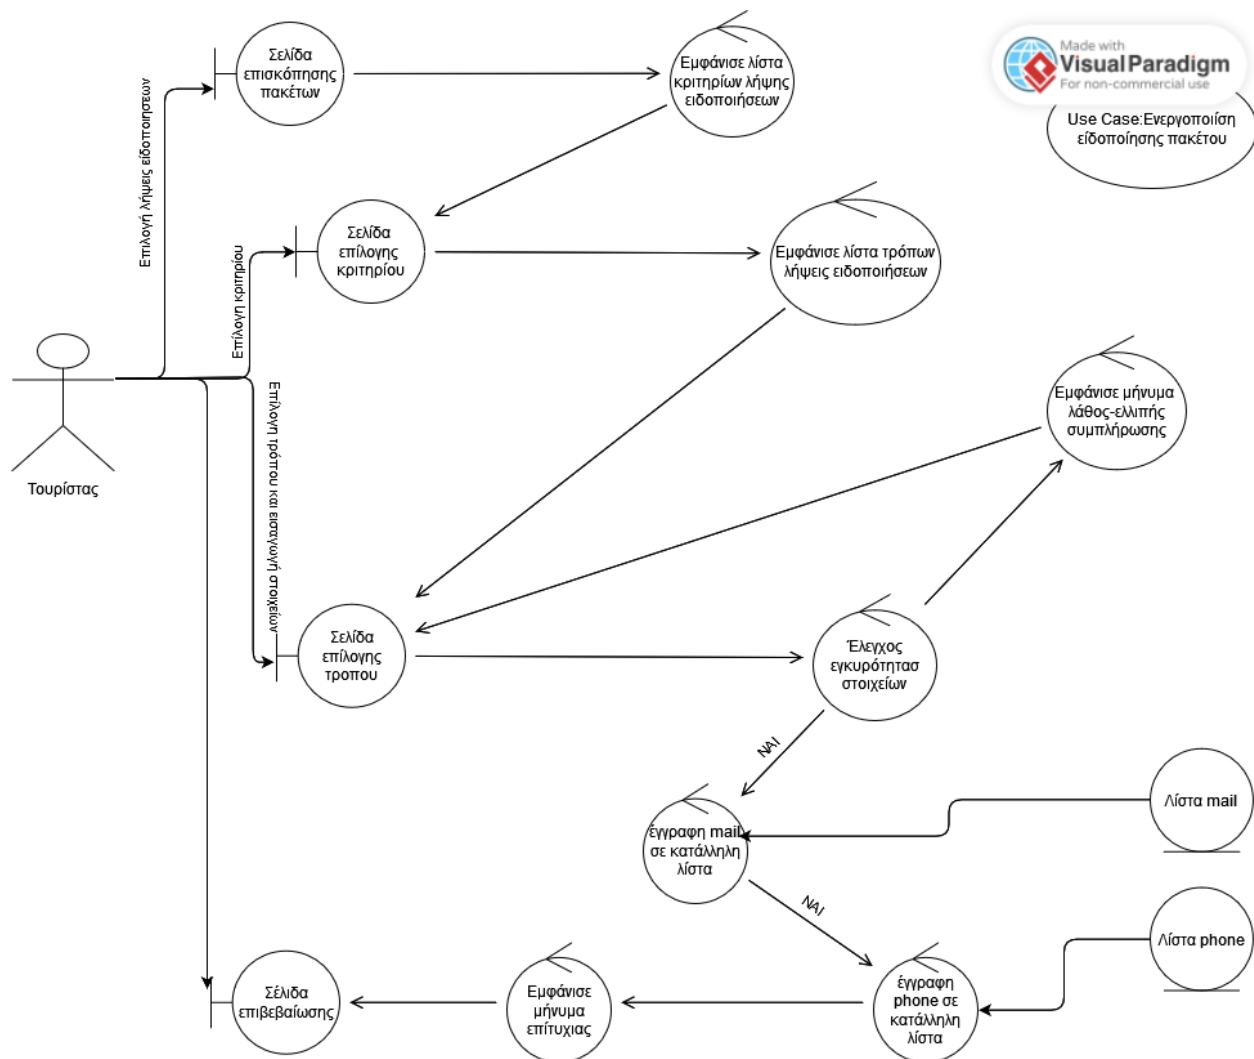 Made with
Visual Paradigm
For non-commercial use
Use Case:Ενεργοποιίση
είδοποίησης πακέτου
Σελίδα
επισκόπησης
πακέτων
Εμφάνισε λίστα
κριτηρίων λήψης
ειδοποιήσεων
Επιλογή λήψεις είδοποιησεων
Σελίδα
επίλογης
κριτηρίου
Εμφάνισε λίστα τρόπων
λήψεις ειδοποιήσεων
Επίλογη κριτηρίου
Τουρίστας
Εμφάνισε μήνυμα
λάθος-ελλιπής
συμπλήρωσης
Επίλογη τρόπου και εισαγωγή στοιχείων
Σελίδα
επίλογης
τροπου
Έλεγχος
εγκυρότητασ
στοιχείων
ΝΑΙ
Λίστα mail
έγγραφη mail
σε κατάλληλη
λίστα
ΝΑΙ
Λίστα phone
Σέλιδα
επιβεβαίωσης
Εμφάνισε
μήνυμα
επίτυχιας
έγγραφη
phone σε
κατάλληλη
λίστα